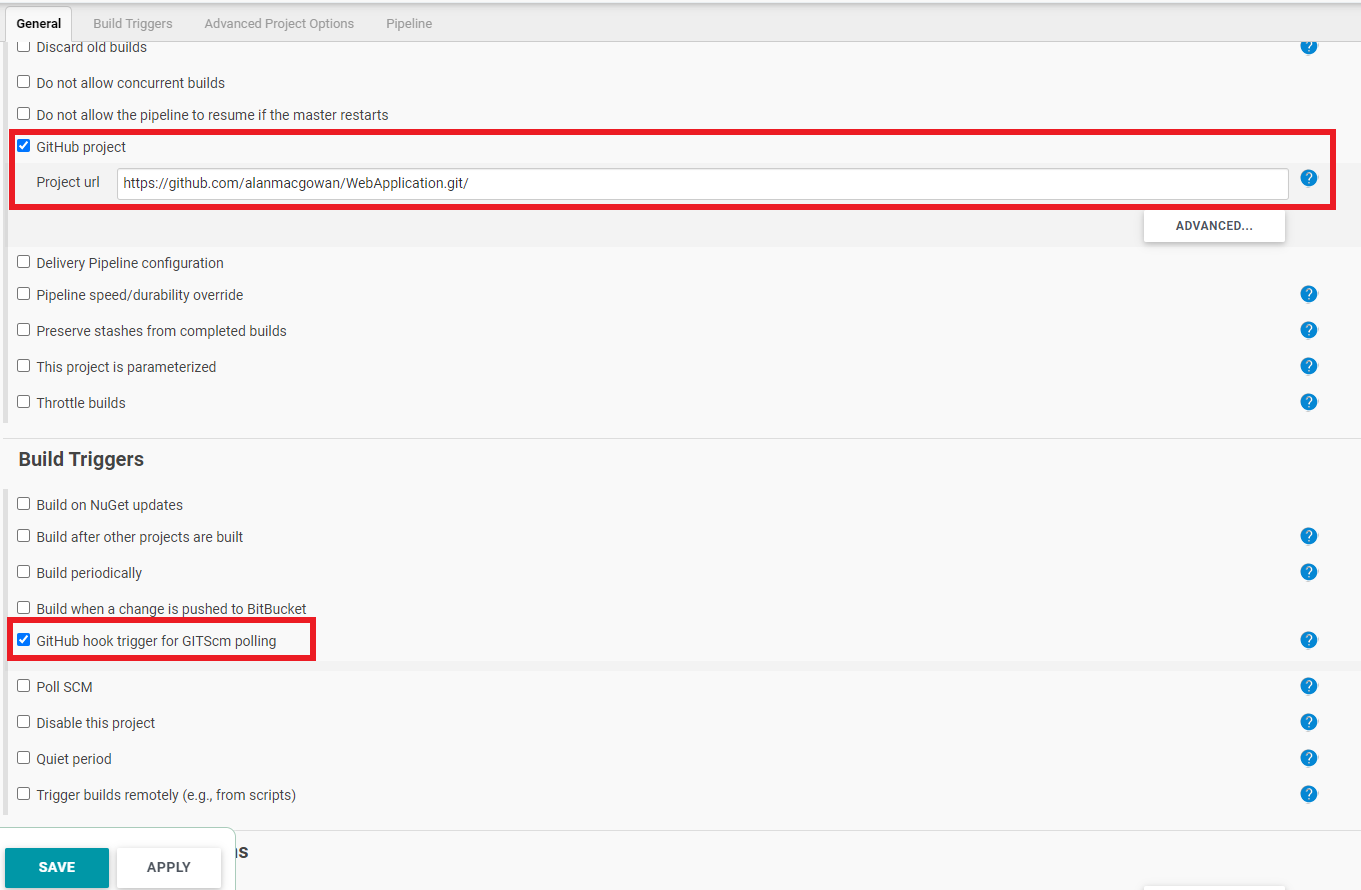 General Build Triggers Advanced Project Options Pipeline
Discard old builds ?
Do not allow concurrent builds
Do not allow the pipeline to resume if the master restarts
GitHub project
Project url https://github.com/alanmacgowan/WebApplication.git/ ?
ADVANCED...
Delivery Pipeline configuration
Pipeline speed/durability override ?
Preserve stashes from completed builds ?
This project is parameterized ?
Throttle builds ?
Build Triggers
Build on NuGet updates
Build after other projects are built ?
Build periodically ?
Build when a change is pushed to BitBucket
GitHub hook trigger for GITScm polling ?
Poll SCM ?
Disable this project ?
Quiet period ?
Trigger builds remotely (e.g., from scripts) ?
SAVE APPLY